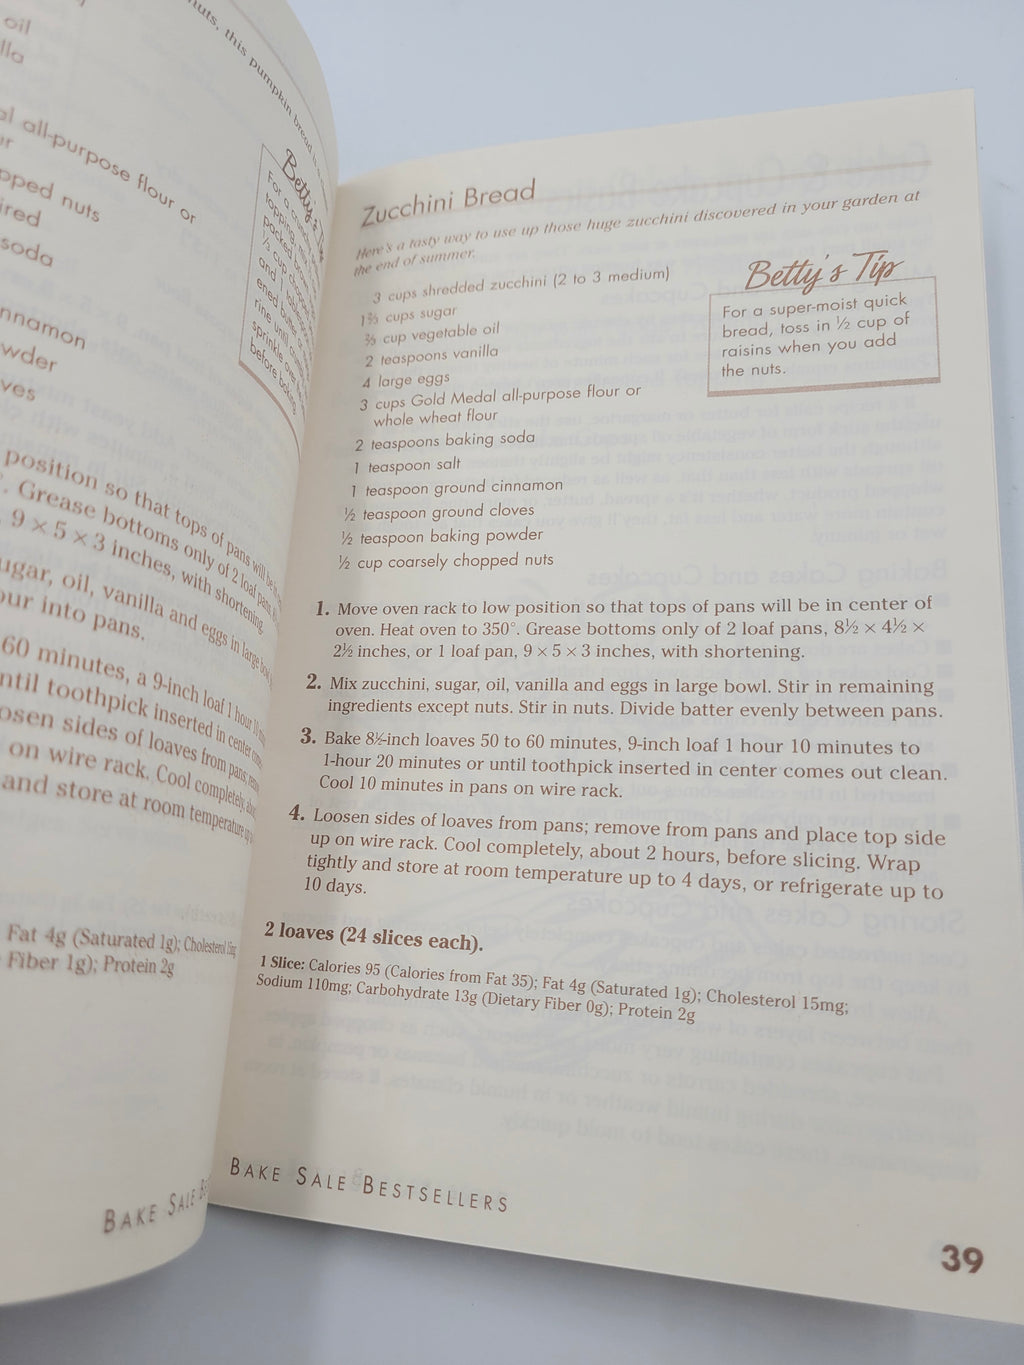 oil
lla
nuts, this pumpkin bread
all-purpose flour or
pped nuts
ired
soda
nnamon
wder
ves
Betty's
For a
topping,
packed
⅓ cup chopped
and 1
before baking
position so that tops of pans will be
. Grease bottoms only of 2 loaf pans,
9 × 5 × 3 inches, with shortening.
ugar, oil, vanilla and eggs in large
our into pans.
60 minutes, a 9-inch loaf 1 hour
ntil toothpick inserted in center
osen sides of loaves from pans;
on wire rack. Cool completely,
and store at room temperature
Fat 4g (Saturated 1g); Cholesterol
Fiber 1g); Protein 2g
BAKE SALE
Zucchini Bread
Here's a tasty way to use up those huge zucchini discovered in your garden at
the end of summer.
3 cups shredded zucchini (2 to 3 medium)
1⅔ cups sugar
⅔ cup vegetable oil
2 teaspoons vanilla
4 large eggs
3 cups Gold Medal all-purpose flour or
whole wheat flour
2 teaspoons baking soda
1 teaspoon salt
1 teaspoon ground cinnamon
½ teaspoon ground cloves
½ teaspoon baking powder
½ cup coarsely chopped nuts
Betty's Tip
For a super-moist quick
bread, toss in ½ cup of
raisins when you add
the nuts.
1. Move oven rack to low position so that tops of pans will be in center of
oven. Heat oven to 350°. Grease bottoms only of 2 loaf pans, 8½ × 4½ ×
2½ inches, or 1 loaf pan, 9 × 5 × 3 inches, with shortening.
2. Mix zucchini, sugar, oil, vanilla and eggs in large bowl. Stir in remaining
ingredients except nuts. Stir in nuts. Divide batter evenly between pans.
3. Bake 8½-inch loaves 50 to 60 minutes, 9-inch loaf 1 hour 10 minutes to
1-hour 20 minutes or until toothpick inserted in center comes out clean.
Cool 10 minutes in pans on wire rack.
4. Loosen sides of loaves from pans; remove from pans and place top side
up on wire rack. Cool completely, about 2 hours, before slicing. Wrap
tightly and store at room temperature up to 4 days, or refrigerate up to
10 days.
2 loaves (24 slices each).
1 Slice: Calories 95 (Calories from Fat 35); Fat 4g (Saturated 1g); Cholesterol 15mg;
Sodium 110mg; Carbohydrate 13g (Dietary Fiber 0g); Protein 2g
BAKE SALE BESTSELLERS
39